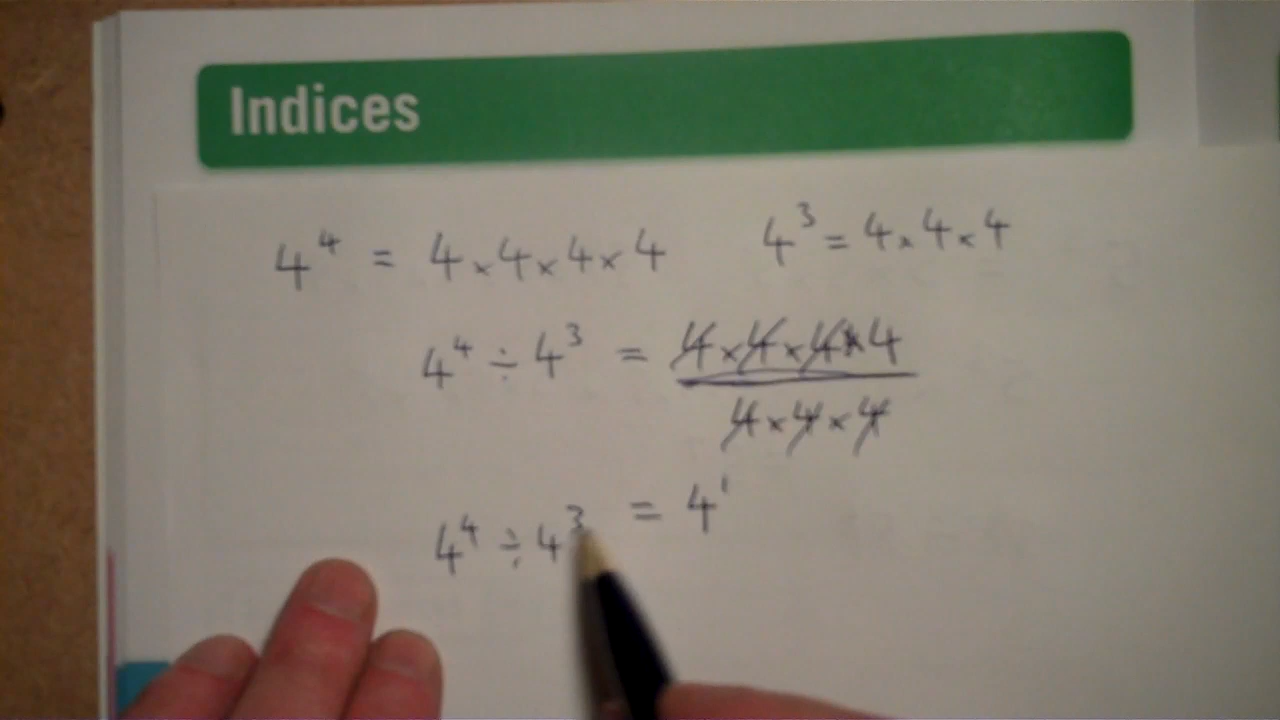 Indices
4⁴ = 4 × 4 × 4 × 4 4³ = 4 × 4 × 4
4⁴ ÷ 4³ = 4 × 4 × 4 × 4
4 × 4 × 4
4⁴ ÷ 4³ = 4¹